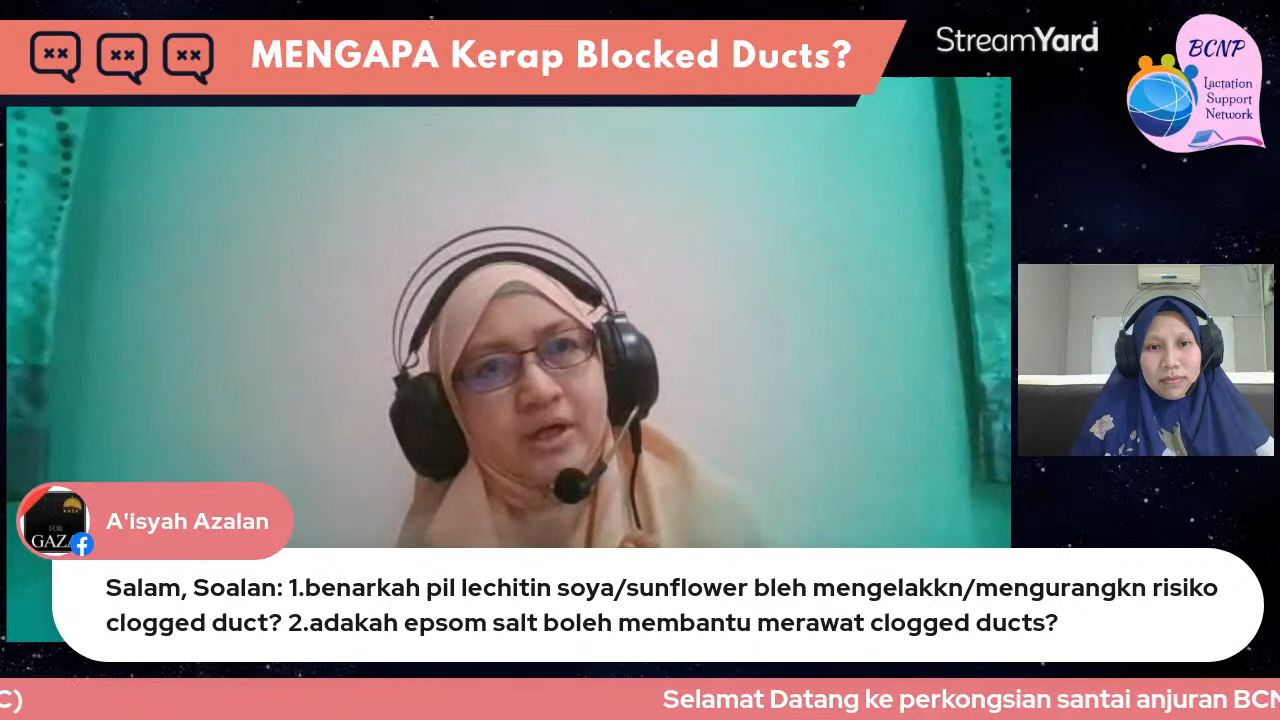 MENGAPA Kerap Blocked Ducts?
StreamYard
BCNP
Lactation
Support
Network
FOR
GAZA
A'isyah Azalan
Salam, Soalan: 1.benarkah pil lechitin soya/sunflower bleh mengelakkn/mengurangkn risiko
clogged duct? 2.adakah epsom salt boleh membantu merawat clogged ducts?
C)
Selamat Datang ke perkongsian santai anjuran BCN